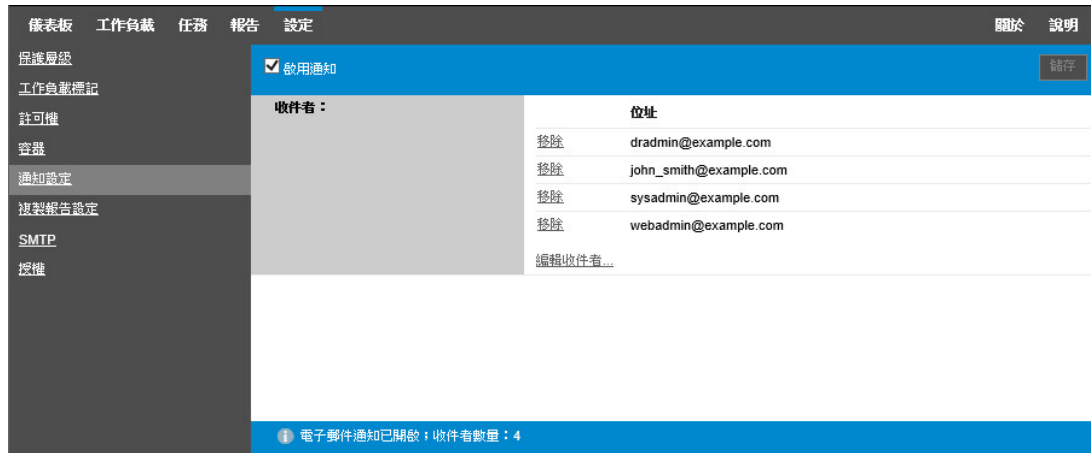 儀表板 工作負載 任務 報告 設定 關於 說明
保護層級
工作負載標記
許可權
容器
通知設定
複製報告設定
SMTP
授權
啟用通知 儲存
收件者：
位址
移除 dradmin@example.com
移除 john_smith@example.com
移除 sysadmin@example.com
移除 webadmin@example.com
編輯收件者...
電子郵件通知已開啟；收件者數量：4